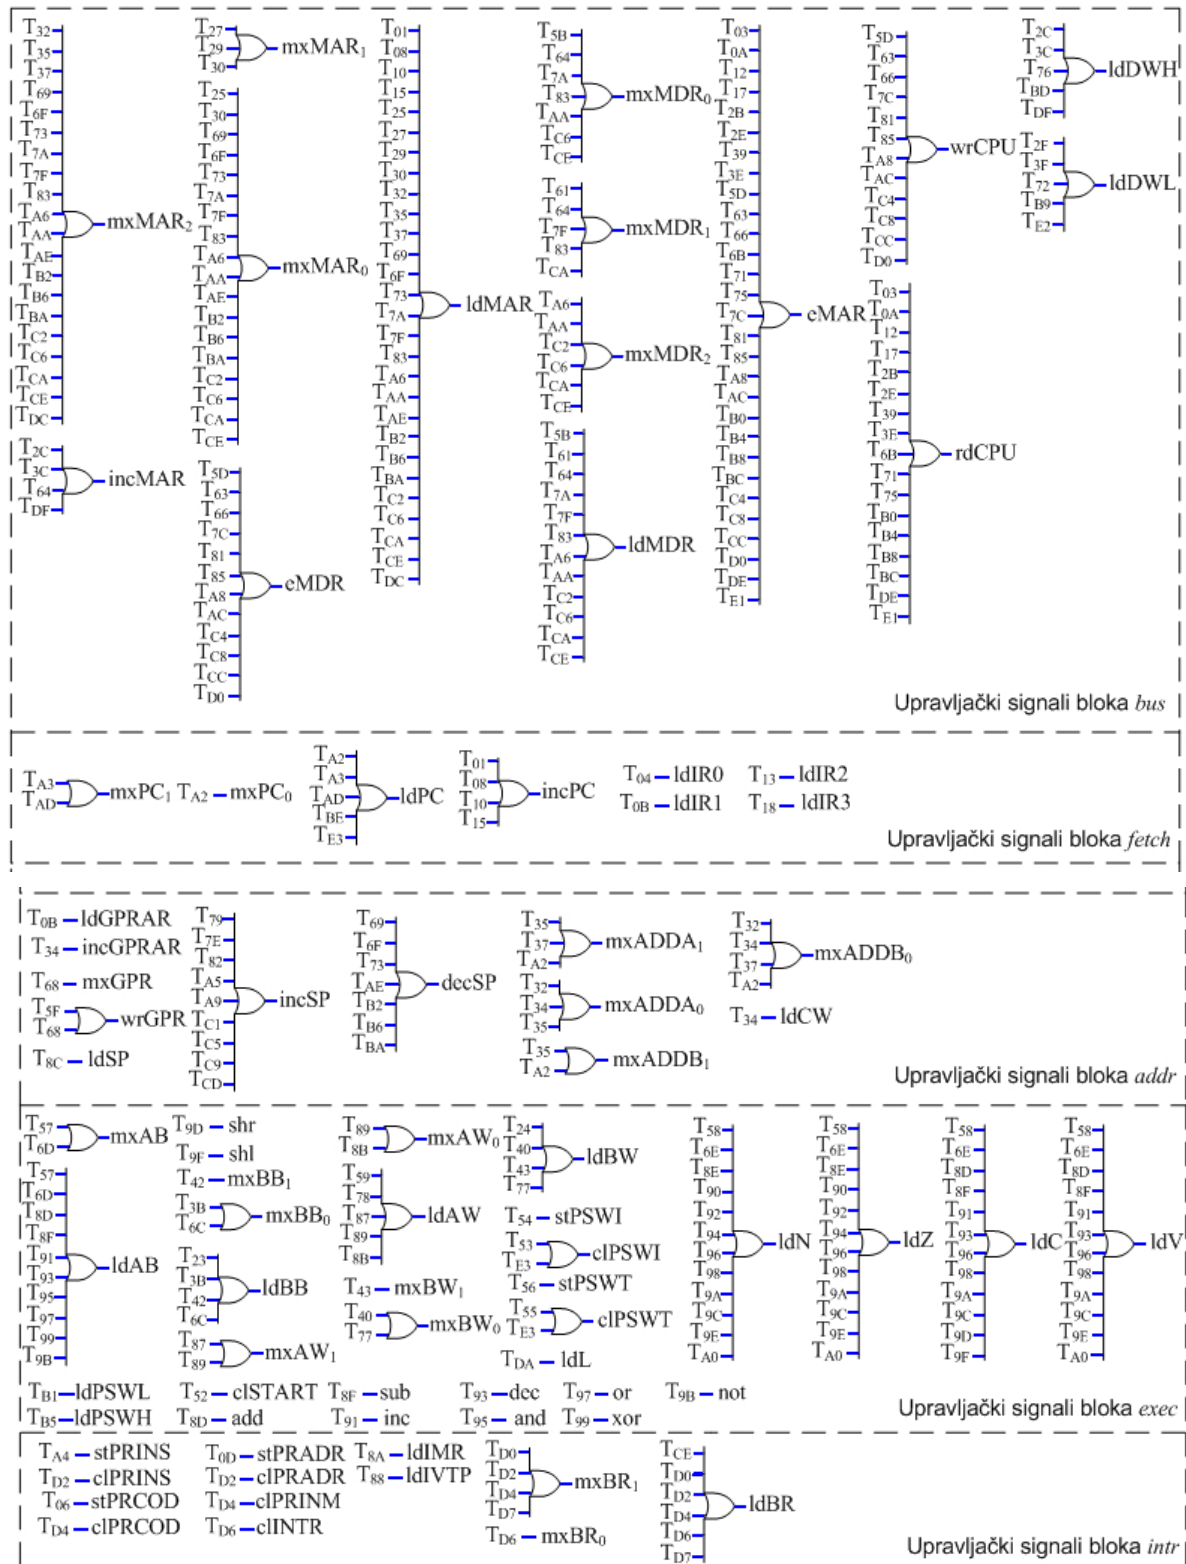 T32 T35 T37 T69 T6F T73 T7A T7F T83 TA6 TAA TAE TB2 TB6 TBA TC2 TC6 TCA TCE TDC mxMAR2
T2C T3C T64 TDF incMAR
T27 T29 T30 mxMAR1
T25 T30 T69 T6F T73 T7A T7F T83 TA6 TAA TAE TB2 TB6 TBA TC2 TC6 TCA TCE mxMAR0
T5D T63 T66 T7C T81 T85 TA8 TAC TC4 TC8 TCC TD0 eMDR
T01 T08 T10 T15 T25 T27 T29 T30 T32 T35 T37 T69 T6F T73 T7A T7F T83 TA6 TAA TAE TB2 TB6 TBA TC2 TC6 TCA TCE TDC ldMAR
T5B T64 T7A T83 TAA TC6 TCE mxMDR0
T61 T64 T7F T83 TCA mxMDR1
TA6 TAA TC2 TC6 TCA TCE mxMDR2
T5B T61 T64 T7A T7F T83 TA6 TAA TC2 TC6 TCA TCE ldMDR
T03 T0A T12 T17 T2B T2E T39 T3E T5D T63 T66 T6B T71 T75 T7C T81 T85 TA8 TAC TB0 TB4 TB8 TBC TC4 TC8 TCC TD0 TDE TE1 eMAR
T5D T63 T66 T7C T81 T85 TA8 TAC TC4 TC8 TCC TD0 wrCPU
T03 T0A T12 T17 T2B T2E T39 T3E T6B T71 T75 TB0 TB4 TB8 TBC TDE TE1 rdCPU
T2C T3C T76 TBD TDF ldDWH
T2F T3F T72 TB9 TE2 ldDWL
Upravljački signali bloka bus
TA3 TAD mxPC1
TA2 mxPC0
TA2 TA3 TAD TBE TE3 ldPC
T01 T08 T10 T15 incPC
T04 ldIR0
T13 ldIR2
T0B ldIR1
T18 ldIR3
Upravljački signali bloka fetch
T0B ldGPRAR
T34 incGPRAR
T68 mxGPR
T5F T68 wrGPR
T8C ldSP
T79 T7E T82 TA5 TA9 TC1 TC5 TC9 TCD incSP
T69 T6F T73 TAE TB2 TB6 TBA decSP
T35 T37 TA2 mxADDA1
T32 T34 T35 mxADDA0
T35 TA2 mxADDB1
T32 T34 T37 TA2 mxADDB0
T34 ldCW
Upravljački signali bloka addr
T57 T6D mxAB
T57 T6D T8D T8F T91 T93 T95 T97 T99 T9B ldAB
T9D shr
T9F shl
T42 mxBB1
T3B T6C mxBB0
T23 T3B T42 T6C ldBB
T87 T89 mxAW1
T89 T8B mxAW0
T59 T78 T87 T89 T8B ldAW
T43 mxBW1
T40 T77 mxBW0
T24 T40 T43 T77 ldBW
T54 stPSWI
T53 TE3 clPSWI
T56 stPSWT
T55 TE3 clPSWT
TDA ldL
T58 T6E T8E T90 T92 T94 T96 T98 T9A T9C T9E TA0 ldN
T58 T6E T8E T90 T92 T94 T96 T98 T9A T9C T9E TA0 ldZ
T58 T6E T8D T8F T91 T93 T96 T98 T9A T9C T9D T9F ldC
T58 T6E T8D T8F T91 T93 T96 T98 T9A T9C T9E TA0 ldV
TB1 ldPSWL
T52 clSTART
T8F sub
T93 dec
T97 or
T9B not
TB5 ldPSWH
T8D add
T91 inc
T95 and
T99 xor
Upravljački signali bloka exec
TA4 stPRINS
T0D stPRADR
T8A ldIMR
TD2 clPRINS
TD2 clPRADR
T88 ldIVTP
T06 stPRCOD
TD4 clPRINM
TD4 clPRCOD
TD6 clINTR
TD0 TD2 TD4 TD7 mxBR1
TD6 mxBR0
TCE TD0 TD2 TD4 TD6 TD7 ldBR
Upravljački signali bloka intr